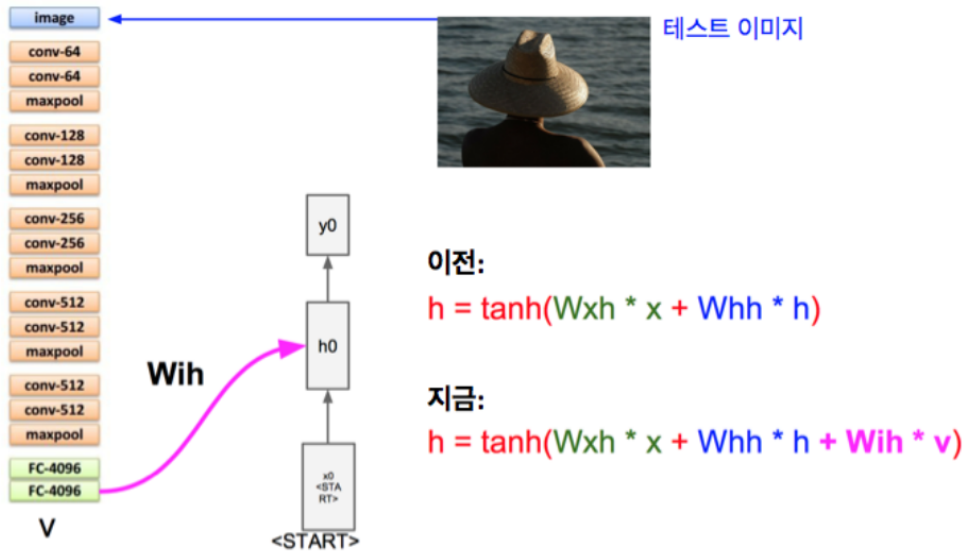 image
테스트 이미지
conv-64
conv-64
maxpool
conv-128
conv-128
maxpool
conv-256
conv-256
maxpool
conv-512
conv-512
maxpool
conv-512
conv-512
maxpool
FC-4096
FC-4096
V
Wih
y0
h0
x0
<STA
RT>
<START>
이전:
h = tanh(Wxh * x + Whh * h)
지금:
h = tanh(Wxh * x + Whh * h + Wih * v)